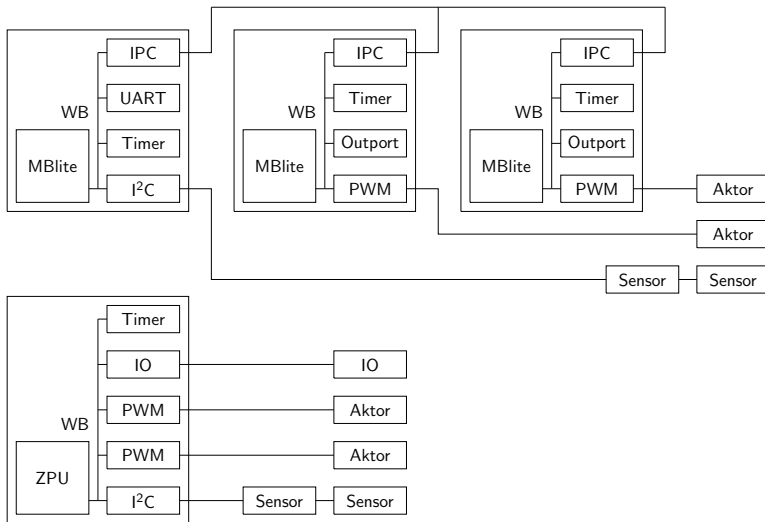 IPC
UART
WB
Timer
MBlite
I²C
IPC
Timer
WB
Outport
MBlite
PWM
IPC
Timer
WB
Outport
MBlite
PWM
Aktor
Aktor
Sensor
Sensor
Timer
IO
IO
PWM
Aktor
WB
PWM
Aktor
ZPU
I²C
Sensor
Sensor